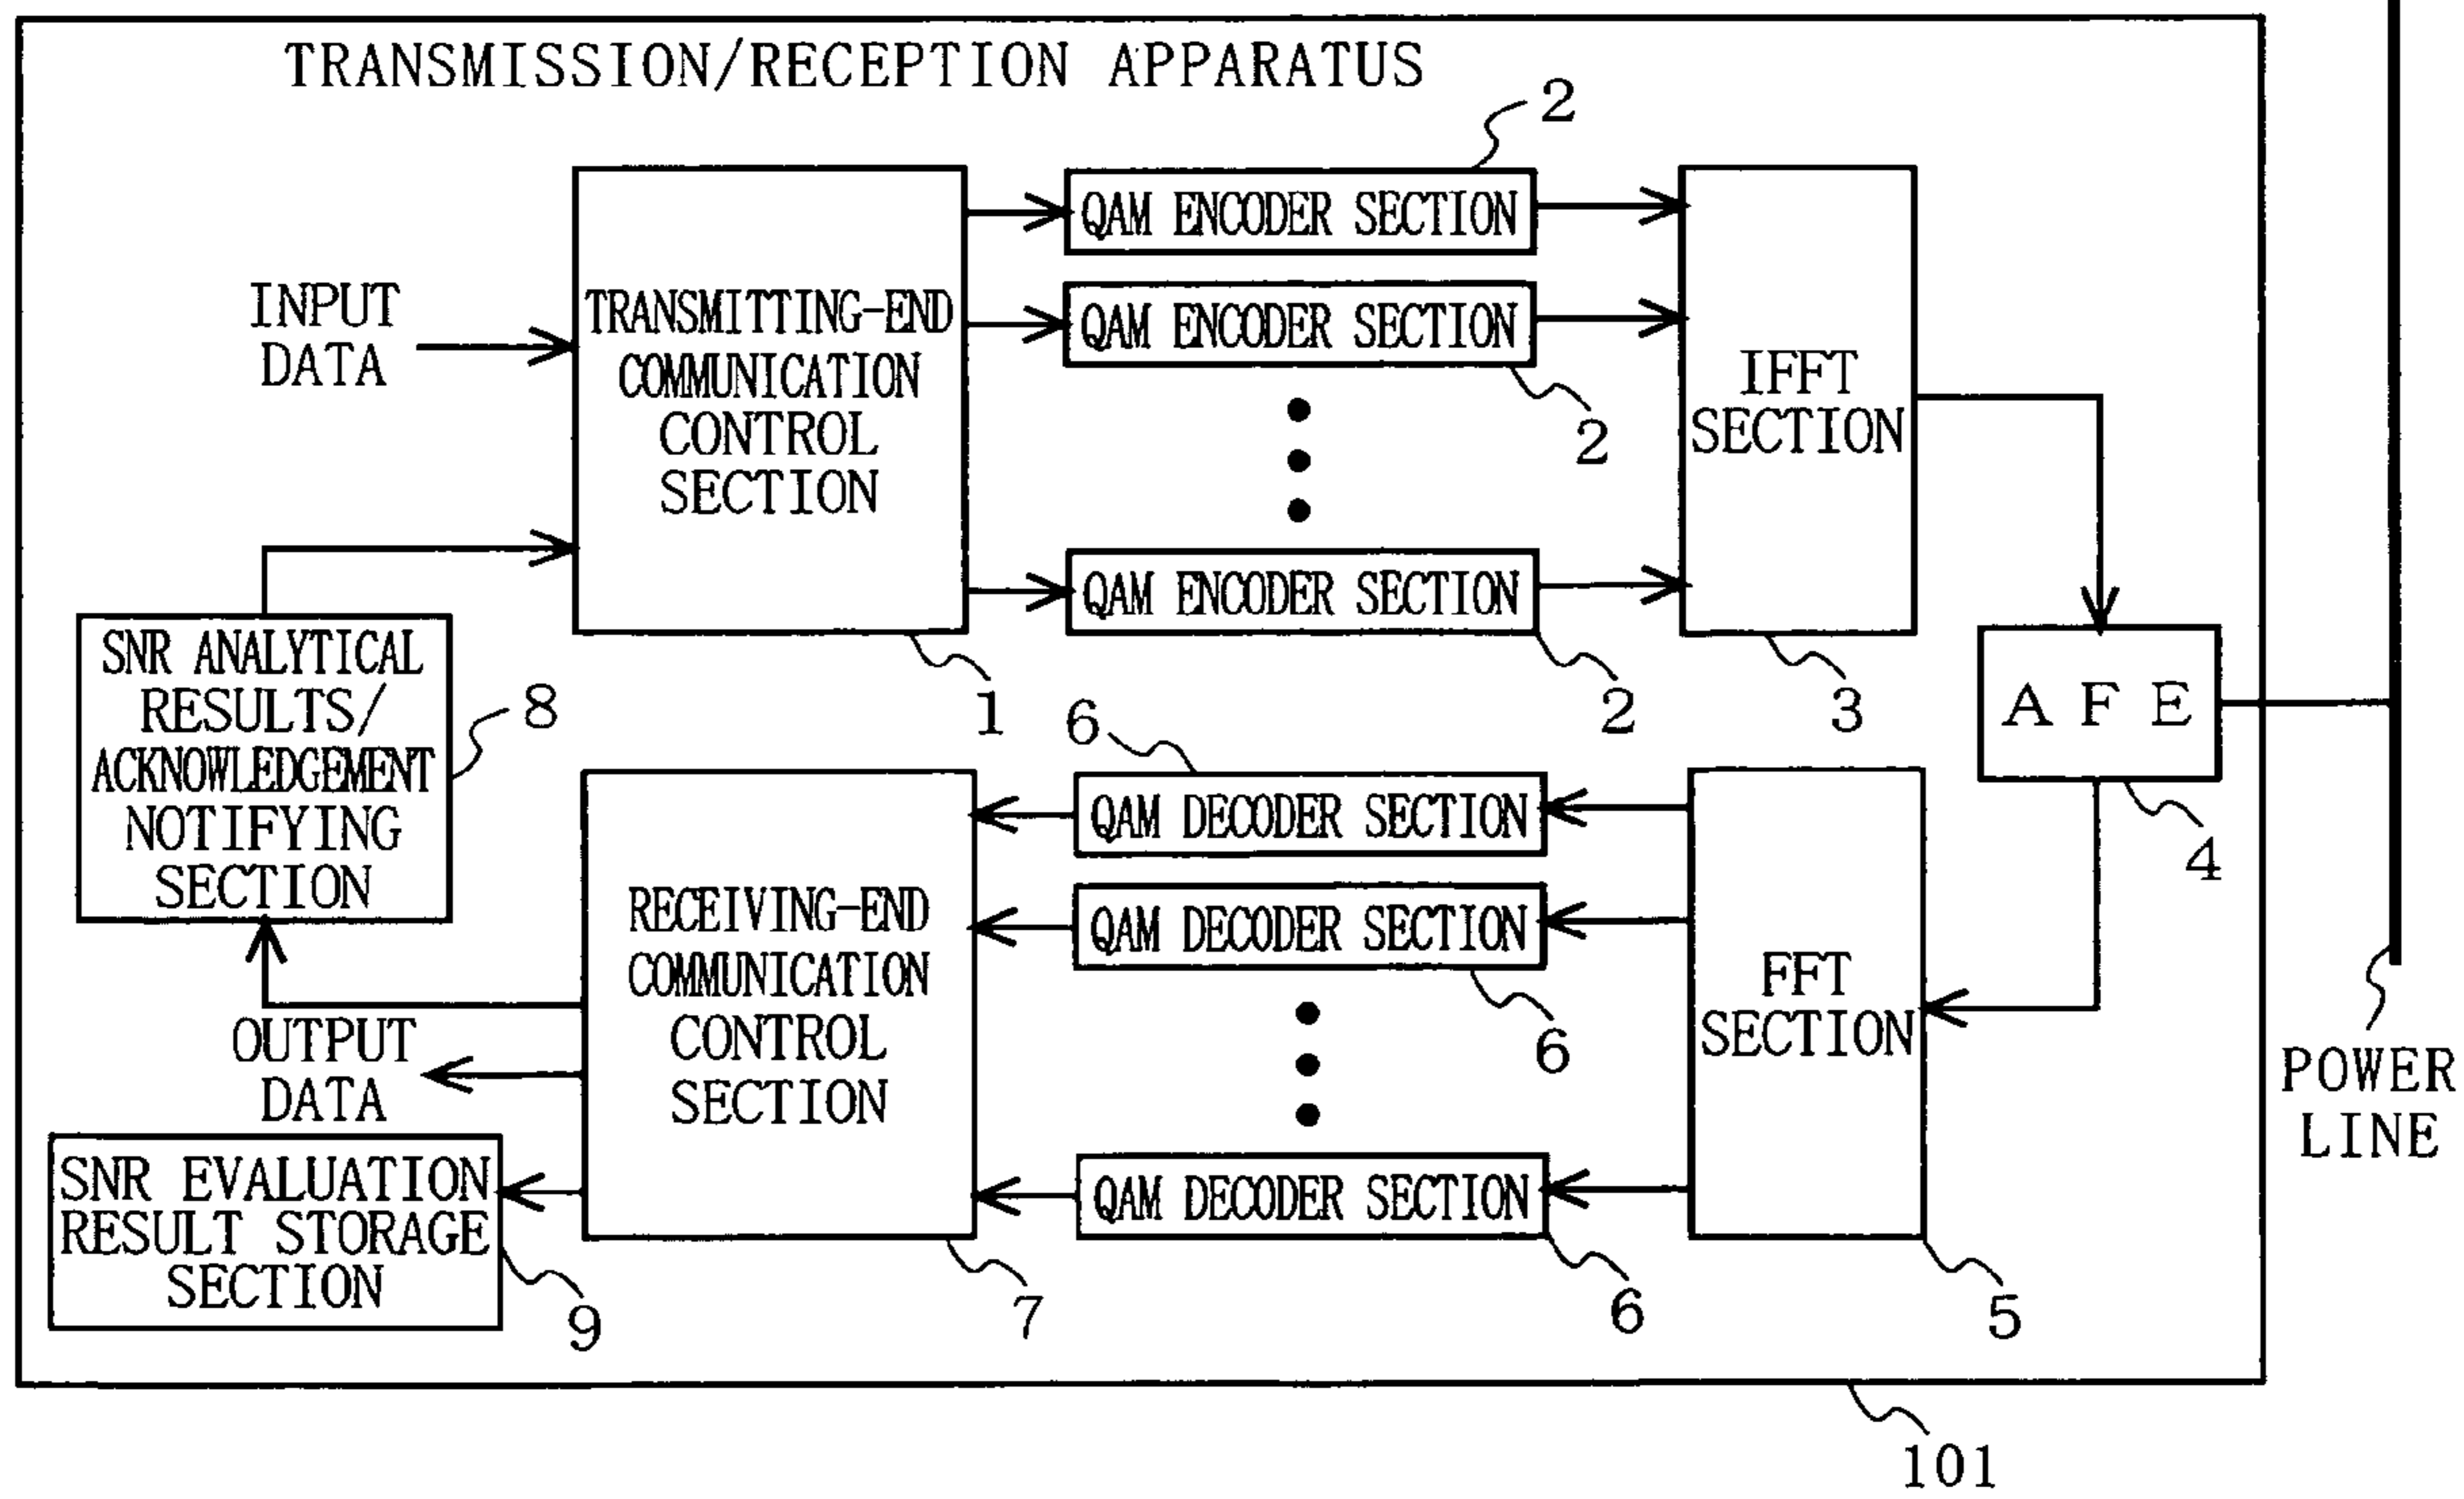 TRANSMISSION/RECEPTION APPARATUS
2
QAM ENCODER SECTION
INPUT
DATA
TRANSMITTING-END
COMMUNICATION
CONTROL
SECTION
QAM ENCODER SECTION
2
IFFT
SECTION
QAM ENCODER SECTION
1
2
3
SNR ANALYTICAL
RESULTS/
ACKNOWLEDGEMENT
NOTIFYING
SECTION
8
A F E
4
6
QAM DECODER SECTION
RECEIVING-END
COMMUNICATION
CONTROL
SECTION
QAM DECODER SECTION
6
FFT
SECTION
OUTPUT
DATA
POWER
LINE
QAM DECODER SECTION
SNR EVALUATION
RESULT STORAGE
SECTION
9
7
6
5
101